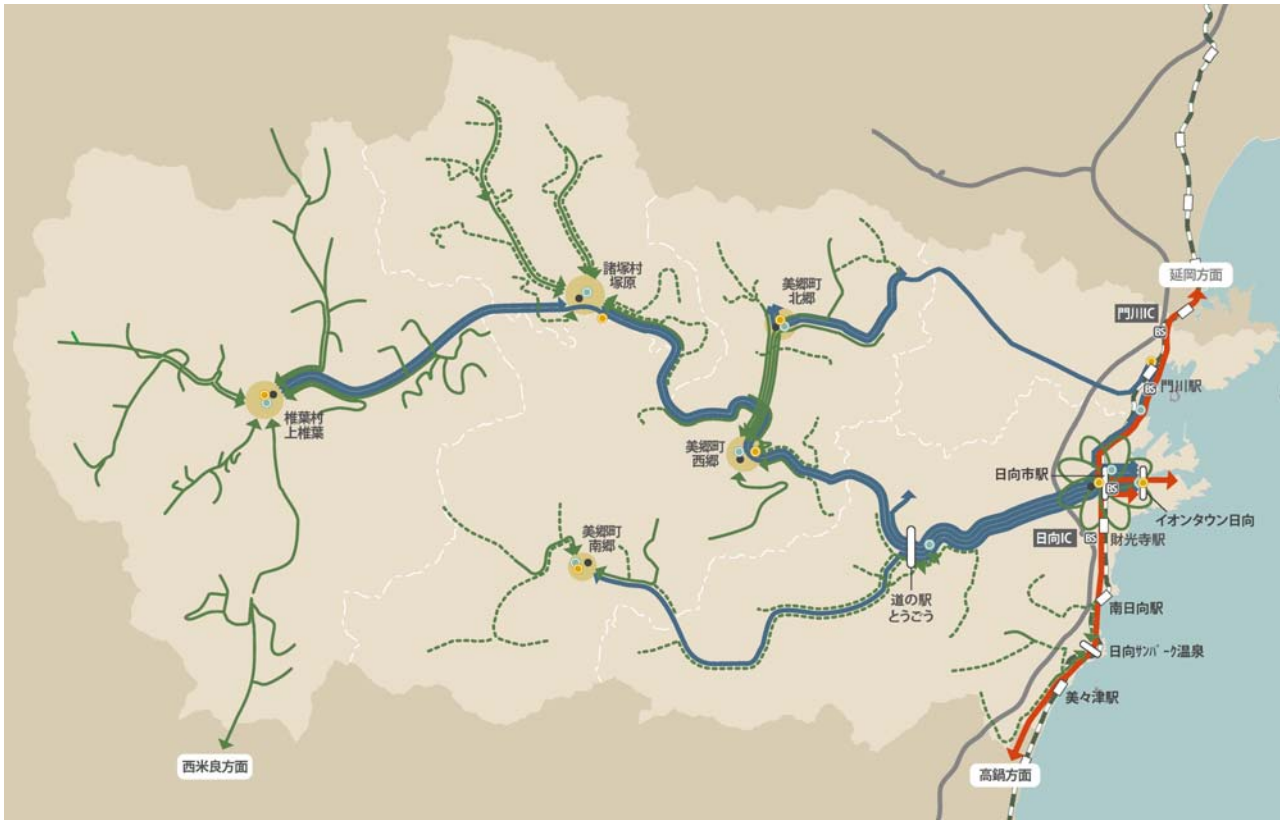 延岡方面
諸塚村
塚原
美郷町
北郷
門川IC
BS
門川駅
BS
椎葉村
上椎葉
美郷町
西郷
日向市駅
BS
イオンタウン日向
美郷町
南郷
日向IC
BS
財光寺駅
道の駅
とうごう
南日向駅
日向サンパーク温泉
美々津駅
西米良方面
高鍋方面